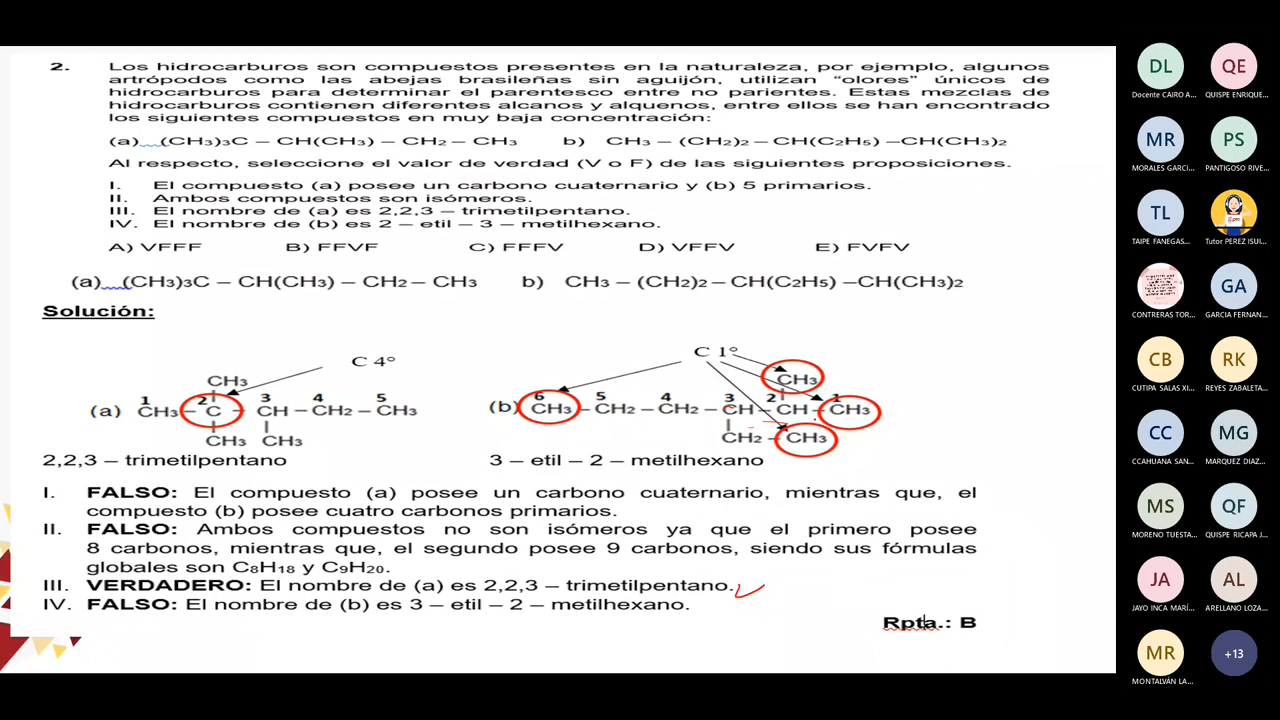 2. Los hidrocarburos son compuestos presentes en la naturaleza, por ejemplo, algunos
artrópodos como las abejas brasileñas sin aguijón, utilizan “olores” únicos de
hidrocarburos para determinar el parentesco entre no parientes. Estas mezclas de
hidrocarburos contienen diferentes alcanos y alquenos, entre ellos se han encontrado
los siguientes compuestos en muy baja concentración:
(a) (CH₃)₃C – CH(CH₃) – CH₂ – CH₃ b) CH₃ – (CH₂)₂ – CH(C₂H₅) –CH(CH₃)₂
Al respecto, seleccione el valor de verdad (V o F) de las siguientes proposiciones.
I. El compuesto (a) posee un carbono cuaternario y (b) 5 primarios.
II. Ambos compuestos son isómeros.
III. El nombre de (a) es 2,2,3 – trimetilpentano.
IV. El nombre de (b) es 2 – etil – 3 – metilhexano.
A) VFFF B) FFVF C) FFFV D) VFFV E) FVFV
(a) (CH₃)₃C – CH(CH₃) – CH₂ – CH₃ b) CH₃ – (CH₂)₂ – CH(C₂H₅) –CH(CH₃)₂
Solución:
C 4° C 1°
CH₃ CH₃
1 2 3 4 5 6 5 4 3 2 1
(a) CH₃ – C – CH – CH₂ – CH₃ (b) CH₃ – CH₂ – CH₂ – CH – CH – CH₃
CH₃ CH₃ CH₂ – CH₃
2,2,3 – trimetilpentano 3 – etil – 2 – metilhexano
I. FALSO: El compuesto (a) posee un carbono cuaternario, mientras que, el
compuesto (b) posee cuatro carbonos primarios.
II. FALSO: Ambos compuestos no son isómeros ya que el primero posee
8 carbonos, mientras que, el segundo posee 9 carbonos, siendo sus fórmulas
globales son C₈H₁₈ y C₉H₂₀.
III. VERDADERO: El nombre de (a) es 2,2,3 – trimetilpentano.
IV. FALSO: El nombre de (b) es 3 – etil – 2 – metilhexano.
Rpta.: B
DL QE
Docente CAIRO A... QUISPE ENRIQUE...
MR PS
MORALES GARCI... PANTIGOSO RIVE...
TL
TAIPE FANEGAS... Tutor PEREZ ISUI...
GA
CONTRERAS TOR... GARCIA FERNAN...
CB RK
CUTIPA SALAS XI... REYES ZABALETA...
CC MG
CCAHUANA SAN... MARQUEZ DIAZ...
MS QF
MORENO TUESTA... QUISPE RICAPA J...
JA AL
JAYO INCA MARÍ... ARELLANO LOZA...
MR +13
MONTALVÁN LA...